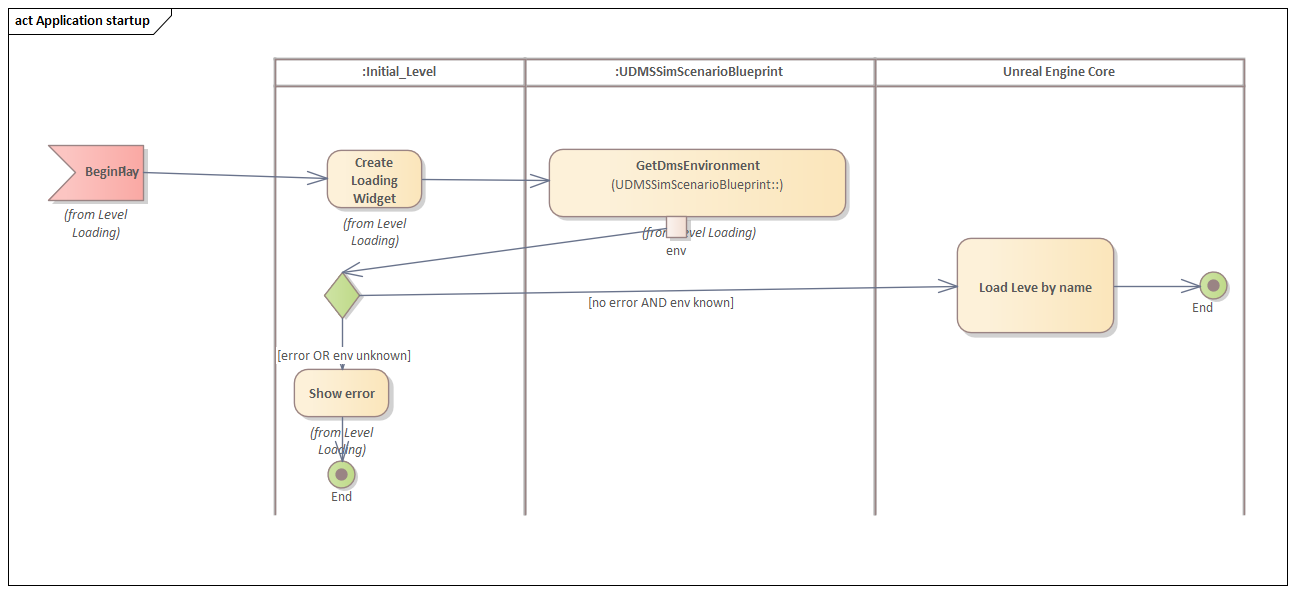 act Application startup
:Initial_Level
:UDMSSimScenarioBlueprint
Unreal Engine Core
BeginPlay
(from Level
Loading)
Create
Loading
Widget
(from Level
Loading)
GetDmsEnvironment
(UDMSSimScenarioBlueprint::)
(from Level Loading)
env
[no error AND env known]
Load Leve by name
End
[error OR env unknown]
Show error
(from Level
Loading)
End